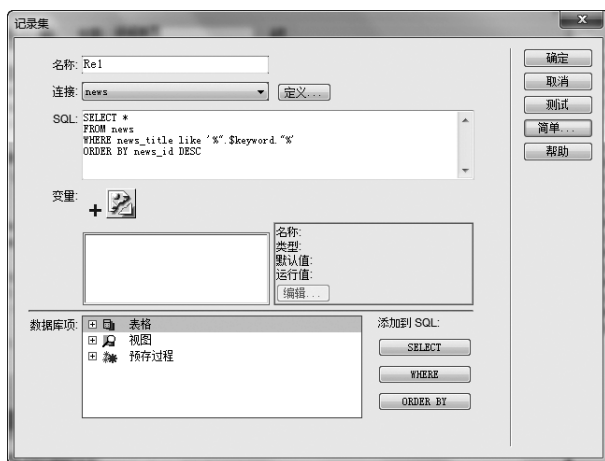 记录集
名称: Re1
连接: news 定义...
SQL: SELECT *
FROM news
WHERE news_title like '%".$keyword."%'
ORDER BY news_id DESC
变量:
名称:
类型:
默认值:
运行值:
编辑...
数据库项: 表格
视图
预存过程
添加到 SQL:
SELECT
WHERE
ORDER BY
确定
取消
测试
简单...
帮助